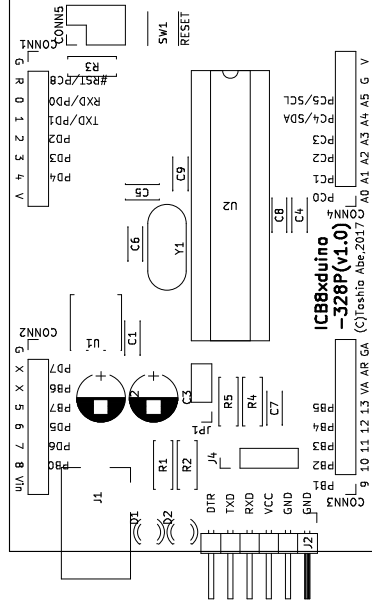 CONN5
SW1
RESET
CONN1
R3
G
#RST/PC8
R
RXD/PD0
0
TXD/PD1
1
PD2
2
PD3
3
PD4
4
V
C9
C5
C6
Y1
U2
C8
C4
V
G
PC5/SCL
A5
PC4/SDA
A4
PC3
A3
PC2
A2
PC1
A1
PC0
A0
CONN4
ICB8xduino
-328P(v1.0)
(C)Toshio Abe,2017
CONN2
G
PD7
X
PB6
X
PB7
5
PD5
6
PD6
7
PB0
8
Vin
U1
C1
2
C3
JP1
R5
R4
C7
R1
R2
J4
GA
AR
VA
PB5
13
PB4
12
PB3
11
PB2
10
PB1
9
CONN3
J1
D1
D2
DTR
TXD
RXD
VCC
GND
GND
J2